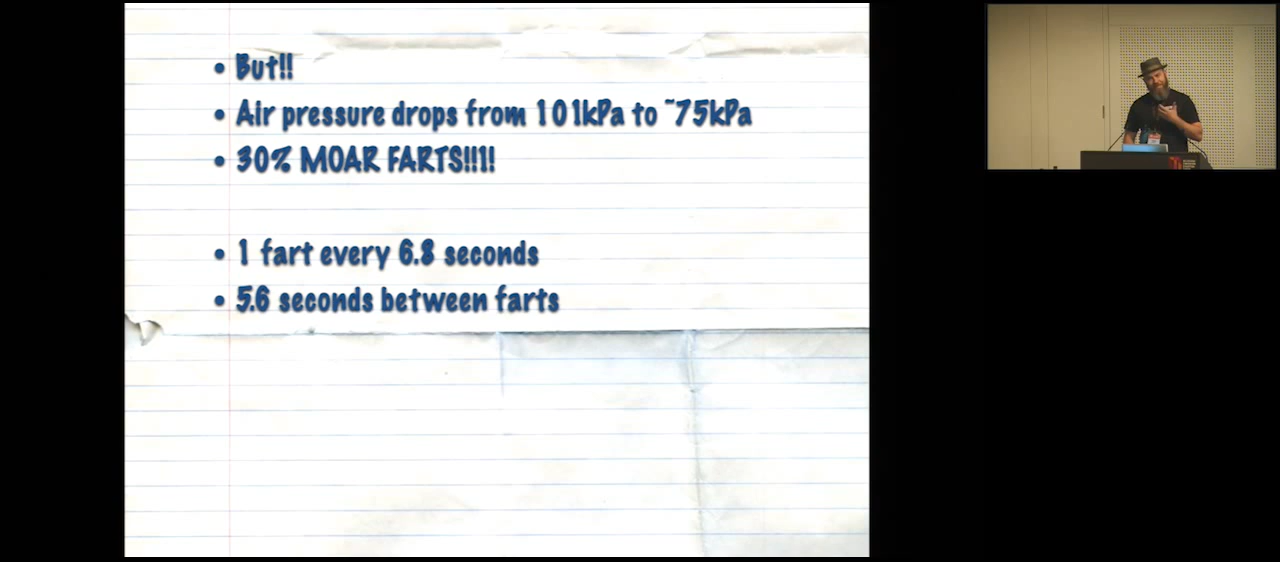 • But!!
• Air pressure drops from 101kPa to ~75kPa
• 30% MOAR FARTS!!1!
• 1 fart every 6.8 seconds
• 5.6 seconds between farts